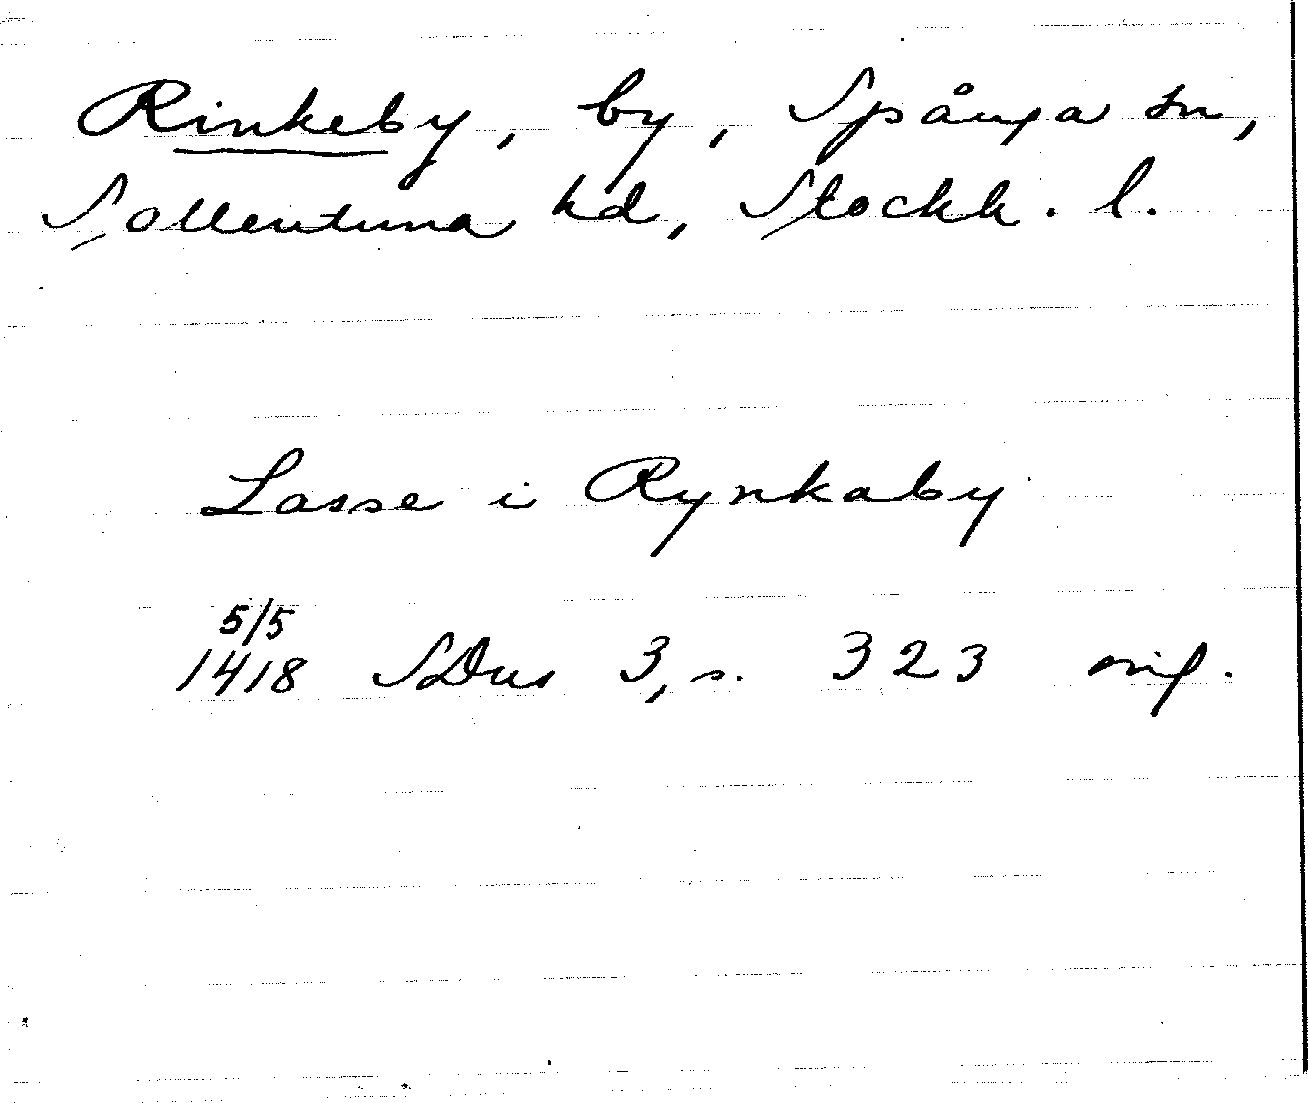 Rinkeby, by, Spånga sn,
Sollentuna hd, Stockh. l.
Lasse i Rynkaby
5/5
1418 SDns 3, s. 323 orig.